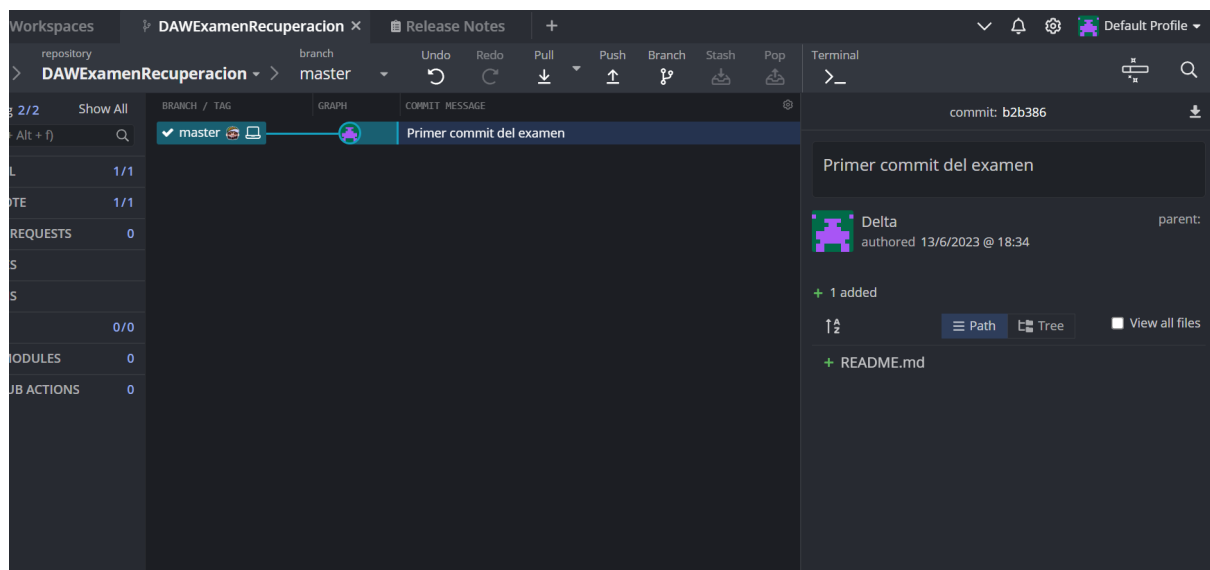 Workspaces
DAWExamenRecuperacion
Release Notes
Default Profile
repository
DAWExamenRecuperacion
branch
master
Undo
Redo
Pull
Push
Branch
Stash
Pop
Terminal
2/2 Show All
+ Alt + f)
L 1/1
OTE 1/1
REQUESTS 0
S
S
0/0
MODULES 0
UB ACTIONS 0
BRANCH / TAG
GRAPH
COMMIT MESSAGE
master
Primer commit del examen
commit: b2b386
Primer commit del examen
Delta
parent:
authored 13/6/2023 @ 18:34
+ 1 added
Path
Tree
View all files
+ README.md